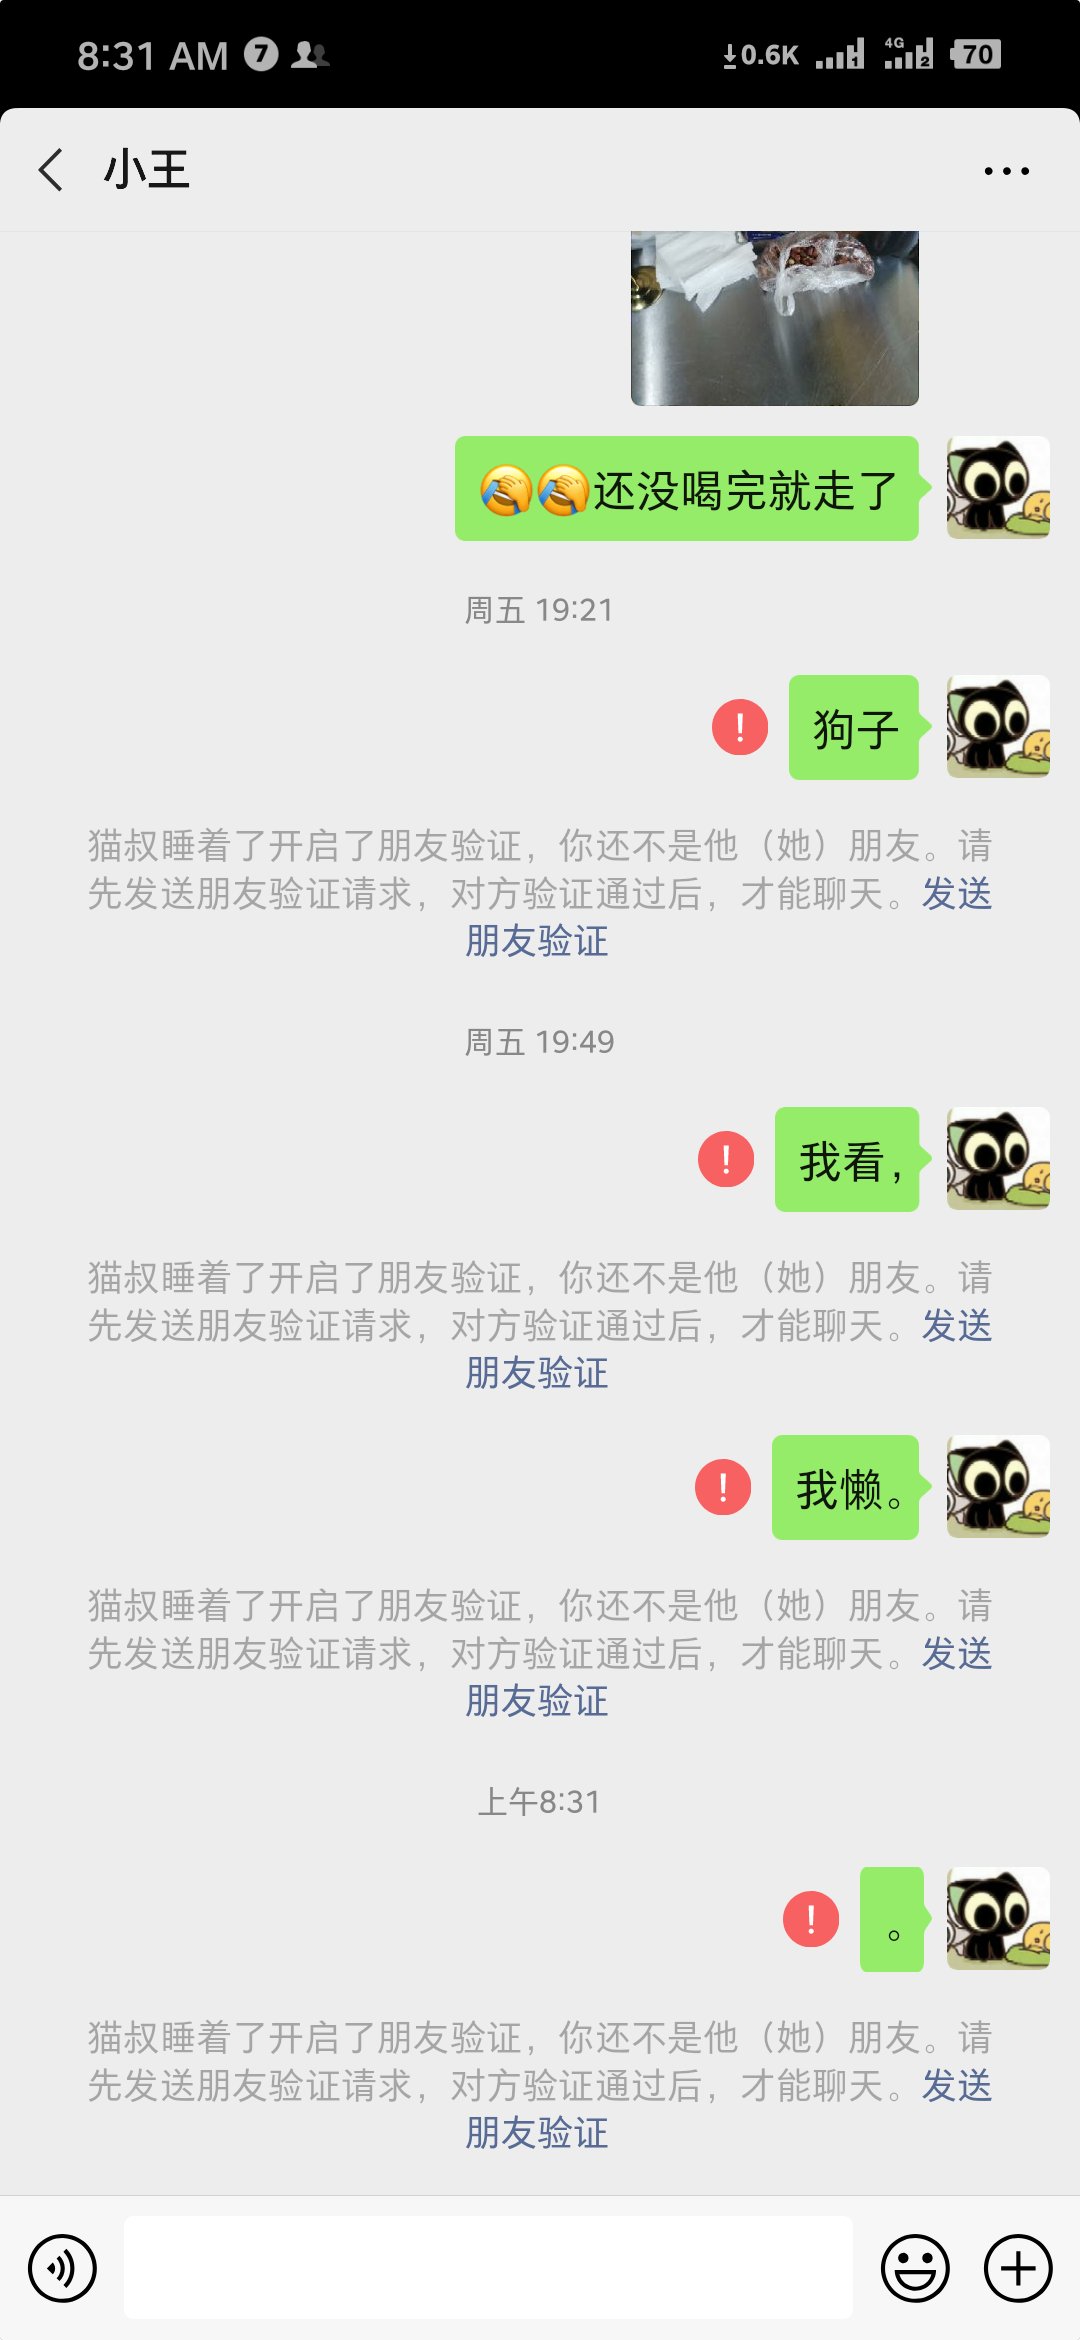 8:31 AM 7 0.6K 1 4G 2 70
小王
🤦🤦还没喝完就走了
周五 19:21
狗子
猫叔睡着了开启了朋友验证，你还不是他（她）朋友。请
先发送朋友验证请求，对方验证通过后，才能聊天。发送
朋友验证
周五 19:49
我看，
猫叔睡着了开启了朋友验证，你还不是他（她）朋友。请
先发送朋友验证请求，对方验证通过后，才能聊天。发送
朋友验证
我懒。
猫叔睡着了开启了朋友验证，你还不是他（她）朋友。请
先发送朋友验证请求，对方验证通过后，才能聊天。发送
朋友验证
上午8:31
。
猫叔睡着了开启了朋友验证，你还不是他（她）朋友。请
先发送朋友验证请求，对方验证通过后，才能聊天。发送
朋友验证